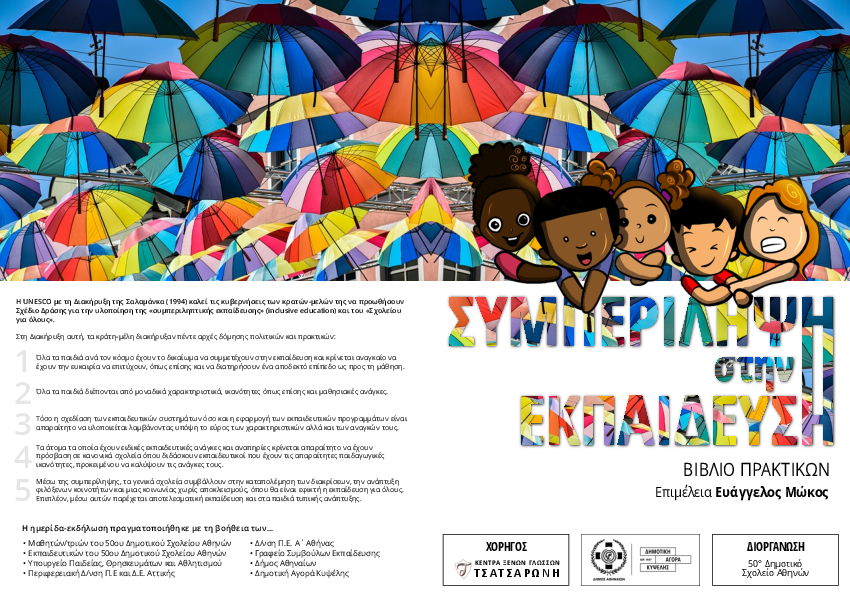 Η UNESCO με τη Διακήρυξη της Σαλαμάνκα (1994) καλεί τις κυβερνήσεις των κρατών-μελών της να προωθήσουν
Σχέδιο Δράσης για την υλοποίηση της «συμπεριληπτικής εκπαίδευσης» (inclusive education) και του «Σχολείου
για όλους».
Στη Διακήρυξη αυτή, τα κράτη-μέλη διακήρυξαν πέντε αρχές δόμησης πολιτικών και πρακτικών:
1 Όλα τα παιδιά ανά τον κόσμο έχουν το δικαίωμα να συμμετέχουν στην εκπαίδευση και κρίνεται αναγκαίο να
έχουν την ευκαιρία να επιτύχουν, όπως επίσης και να διατηρήσουν ένα αποδεκτό επίπεδο ως προς τη μάθηση.
2 Όλα τα παιδιά διέπονται από μοναδικά χαρακτηριστικά, ικανότητες όπως επίσης και μαθησιακές ανάγκες.
3 Τόσο η σχεδίαση των εκπαιδευτικών συστημάτων όσο και η εφαρμογή των εκπαιδευτικών προγραμμάτων είναι
απαραίτητο να υλοποιείται λαμβάνοντας υπόψη το εύρος των χαρακτηριστικών αλλά και των αναγκών τους.
4 Τα άτομα τα οποία έχουν ειδικές εκπαιδευτικές ανάγκες και αναπηρίες κρίνεται απαραίτητο να έχουν
πρόσβαση σε κανονικά σχολεία όπου διδάσκουν εκπαιδευτικοί που έχουν τις απαραίτητες παιδαγωγικές
ικανότητες, προκειμένου να καλύψουν τις ανάγκες τους.
5 Μέσω της συμπερίληψης, τα γενικά σχολεία συμβάλλουν στην καταπολέμηση των διακρίσεων, την ανάπτυξη
φιλόξενων κοινοτήτων και μιας κοινωνίας χωρίς αποκλεισμούς, όπου θα είναι εφικτή η εκπαίδευση για όλους.
Επιπλέον, μέσω αυτών παρέχεται αποτελεσματική εκπαίδευση και στα παιδιά τυπικής ανάπτυξης.
Η ημερίδα-εκδήλωση πραγματοποιήθηκε με τη βοήθεια των...
• Μαθητών/τριών του 50ου Δημοτικού Σχολείου Αθηνών
• Εκπαιδευτικών του 50ου Δημοτικού Σχολείου Αθηνών
• Υπουργείο Παιδείας, Θρησκευμάτων και Αθλητισμού
• Περιφερειακή Δ/νση Π.Ε και Δ.Ε. Αττικής
• Δ/νση Π.Ε. Α΄ Αθήνας
• Γραφείο Συμβούλων Εκπαίδευσης
• Δήμος Αθηναίων
• Δημοτική Αγορά Κυψέλης
ΣΥΜΠΕΡΙΛΗΨΗ
στην
ΕΚΠΑΙΔΕΥΣΗ
ΒΙΒΛΙΟ ΠΡΑΚΤΙΚΩΝ
Επιμέλεια Ευάγγελος Μώκος
ΧΟΡΗΓΟΣ
ΚΕΝΤΡΑ ΞΕΝΩΝ ΓΛΩΣΣΩΝ
ΤΣΑΤΣΑΡΩΝΗ
ΔΗΜΟΣ ΑΘΗΝΑΙΩΝ
ΔΗΜΟΤΙΚΗ
ΑΓΟΡΑ
ΚΥΨΕΛΗΣ
ΔΙΟΡΓΑΝΩΣΗ
50° Δημοτικό
Σχολείο Αθηνών